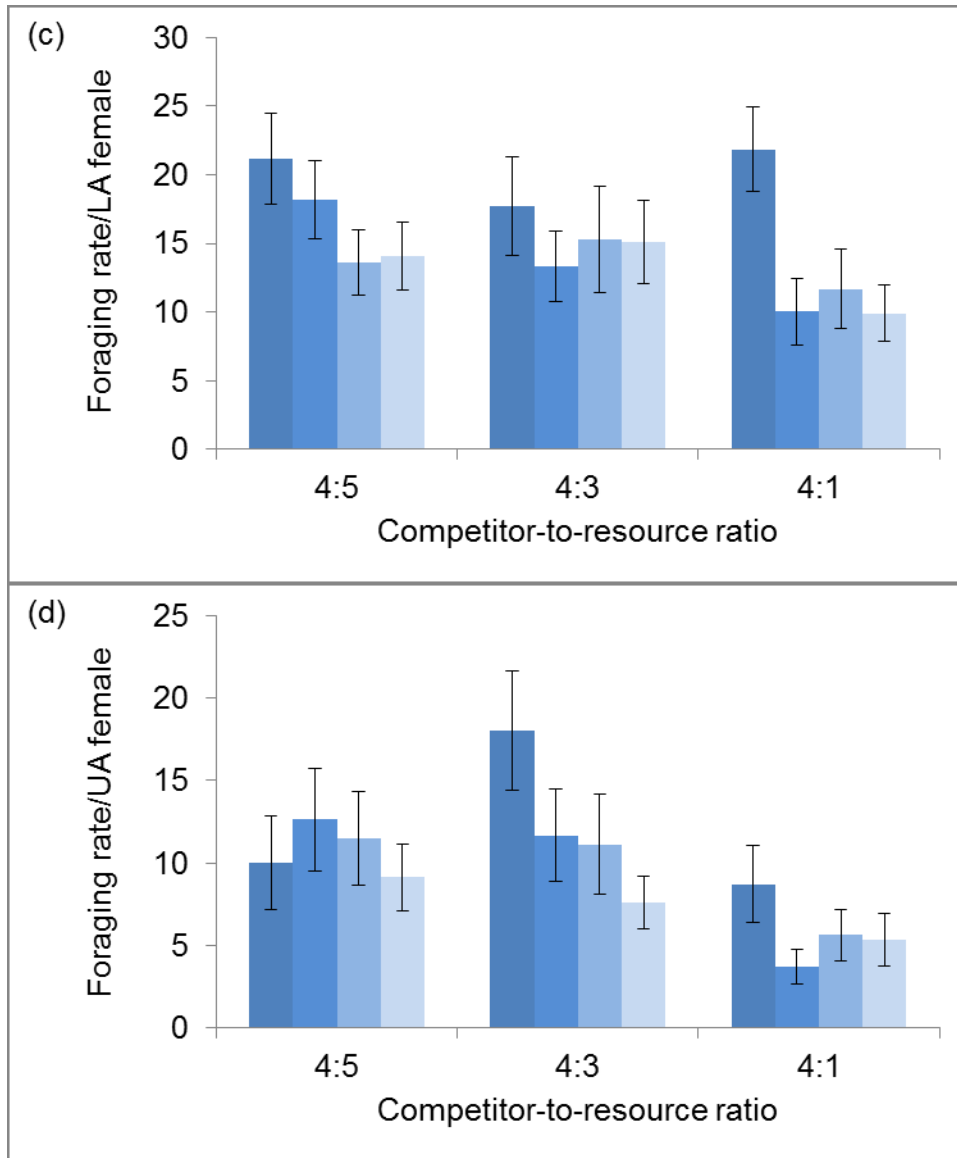 (c)
Foraging rate/LA female
30
25
20
15
10
5
0
4:5 4:3 4:1
Competitor-to-resource ratio
(d)
Foraging rate/UA female
25
20
15
10
5
0
4:5 4:3 4:1
Competitor-to-resource ratio